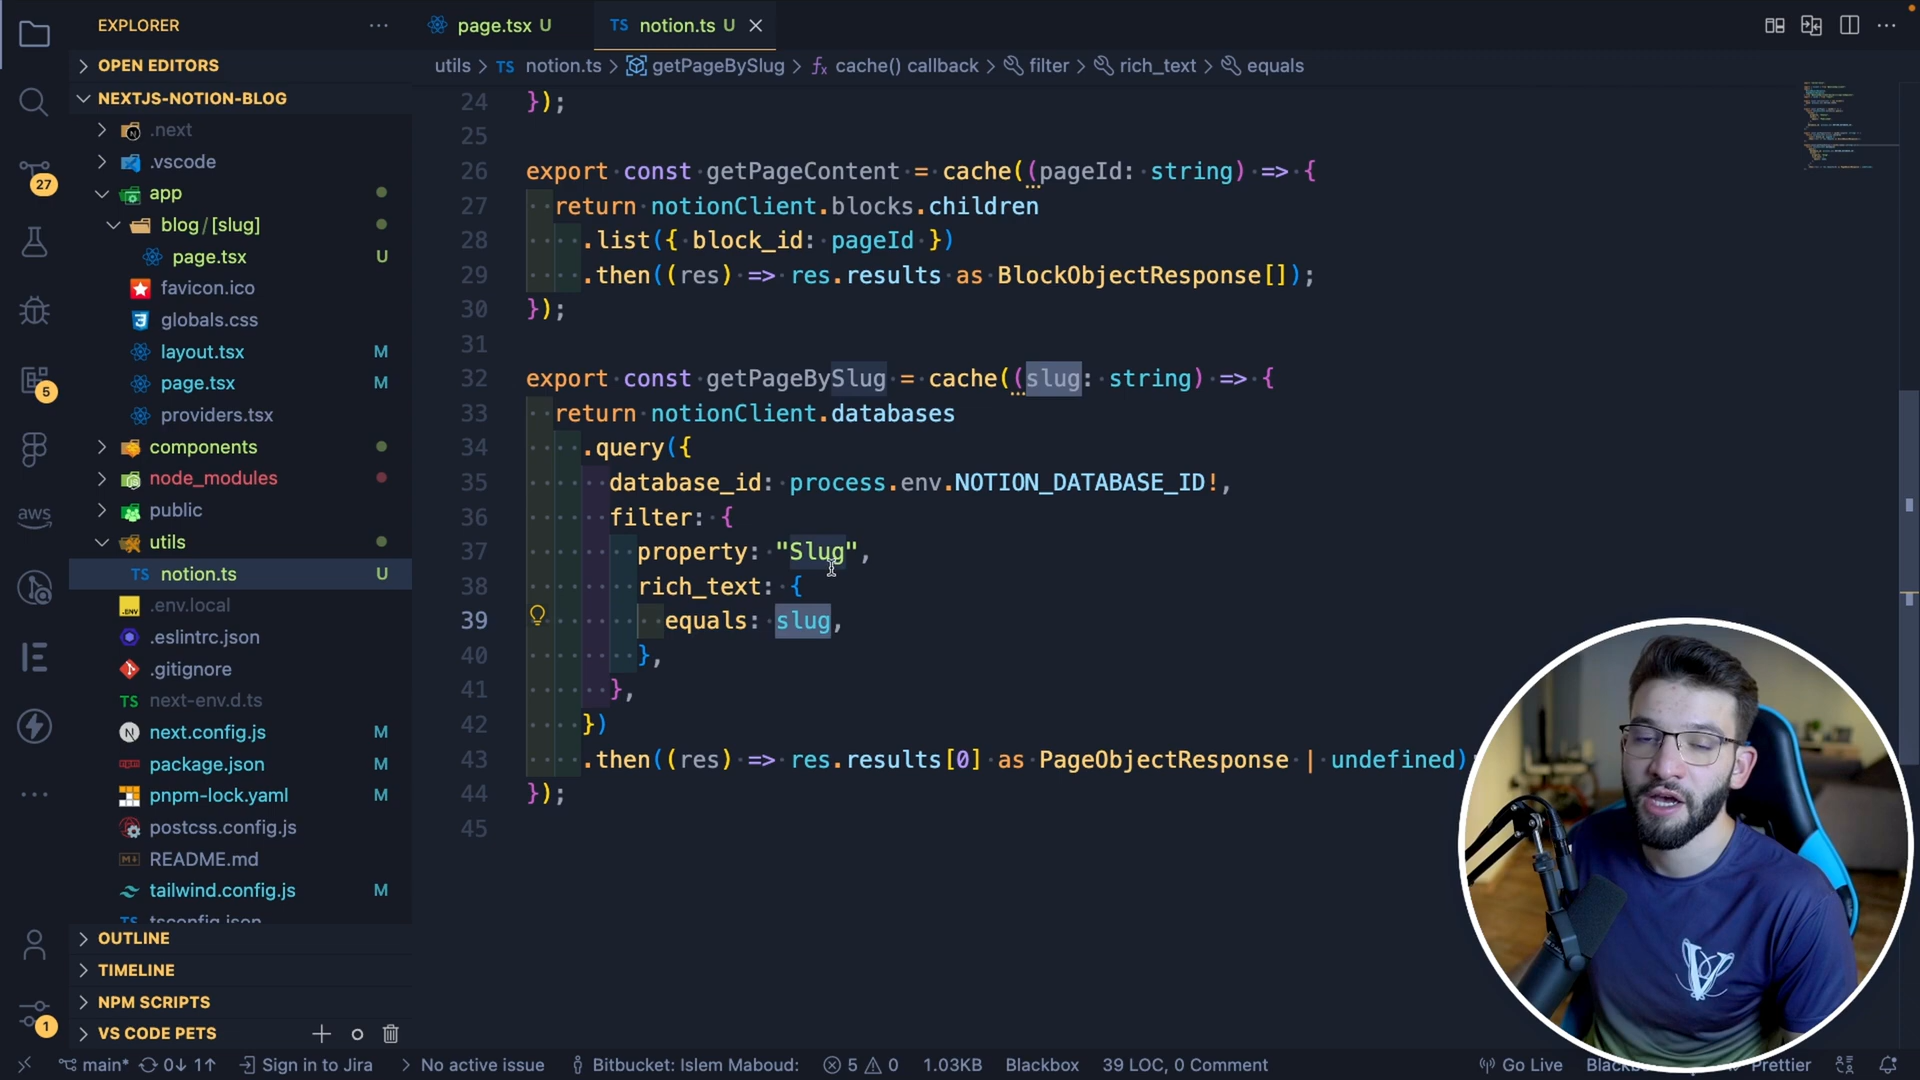 EXPLORER
OPEN EDITORS
NEXTJS-NOTION-BLOG
.next
.vscode
app
blog/[slug]
page.tsx U
favicon.ico
globals.css
layout.tsx M
page.tsx M
providers.tsx
components
node_modules
public
utils
TS notion.ts U
.env.local
.eslintrc.json
.gitignore
TS next-env.d.ts
next.config.js M
package.json M
pnpm-lock.yaml M
postcss.config.js
README.md
tailwind.config.js M
tsconfig.json
OUTLINE
TIMELINE
NPM SCRIPTS
VS CODE PETS
27
5
aws
1
page.tsx U
TS notion.ts U
utils > TS notion.ts > getPageBySlug > cache() callback > filter > rich_text > equals
24 });
25
26 export const getPageContent = cache((pageId: string) => {
27 return notionClient.blocks.children
28 .list({ block_id: pageId })
29 .then((res) => res.results as BlockObjectResponse[]);
30 });
31
32 export const getPageBySlug = cache((slug: string) => {
33 return notionClient.databases
34 .query({
35 database_id: process.env.NOTION_DATABASE_ID!,
36 filter: {
37 property: "Slug",
38 rich_text: {
39 equals: slug,
40 },
41 },
42 })
43 .then((res) => res.results[0] as PageObjectResponse | undefined)
44 });
45
main* 0↓ 1↑ Sign in to Jira No active issue Bitbucket: Islem Maboud: 5 0 1.03KB Blackbox 39 LOC, 0 Comment Go Live Prettier